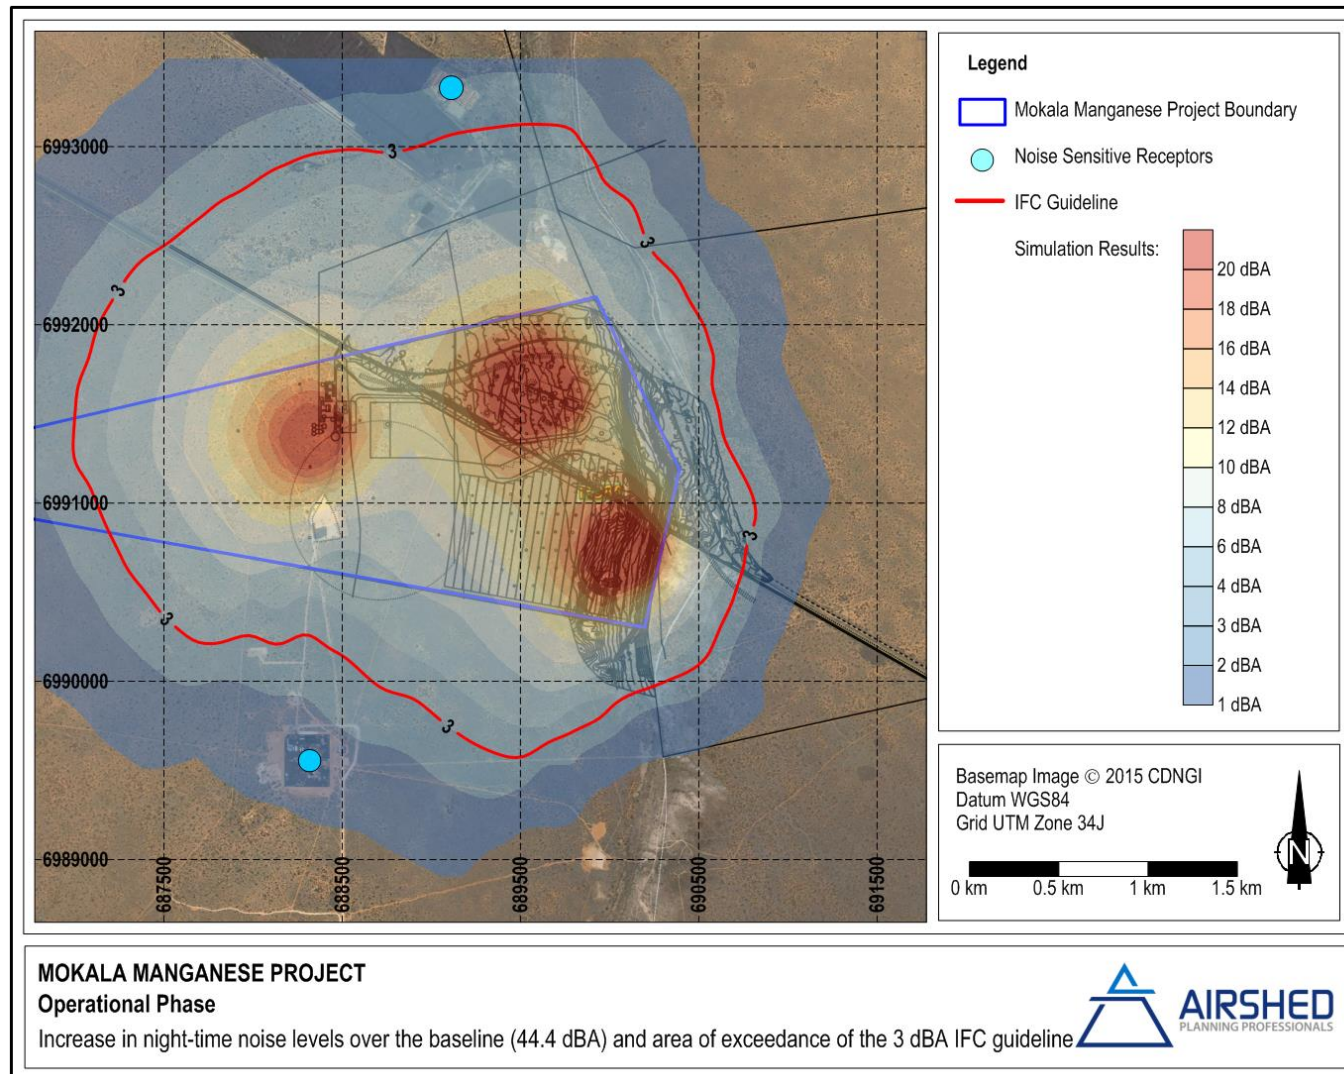 6993000
6992000
6991000
6990000
6989000
687500
688500
689500
690500
691500
3
3
3
3
3
3
Legend
Mokala Manganese Project Boundary
Noise Sensitive Receptors
IFC Guideline
Simulation Results:
20 dBA
18 dBA
16 dBA
14 dBA
12 dBA
10 dBA
8 dBA
6 dBA
4 dBA
3 dBA
2 dBA
1 dBA
Basemap Image © 2015 CDNGI
Datum WGS84
Grid UTM Zone 34J
N
0 km 0.5 km 1 km 1.5 km
MOKALA MANGANESE PROJECT
Operational Phase
Increase in night-time noise levels over the baseline (44.4 dBA) and area of exceedance of the 3 dBA IFC guideline
AIRSHED
PLANNING PROFESSIONALS